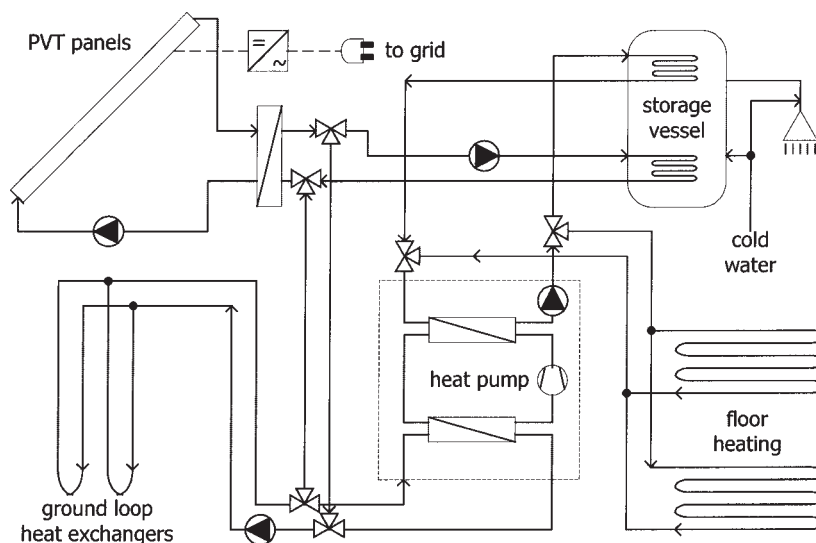 PVT panels
=
~
to grid
storage
vessel
cold
water
heat pump
floor
heating
ground loop
heat exchangers